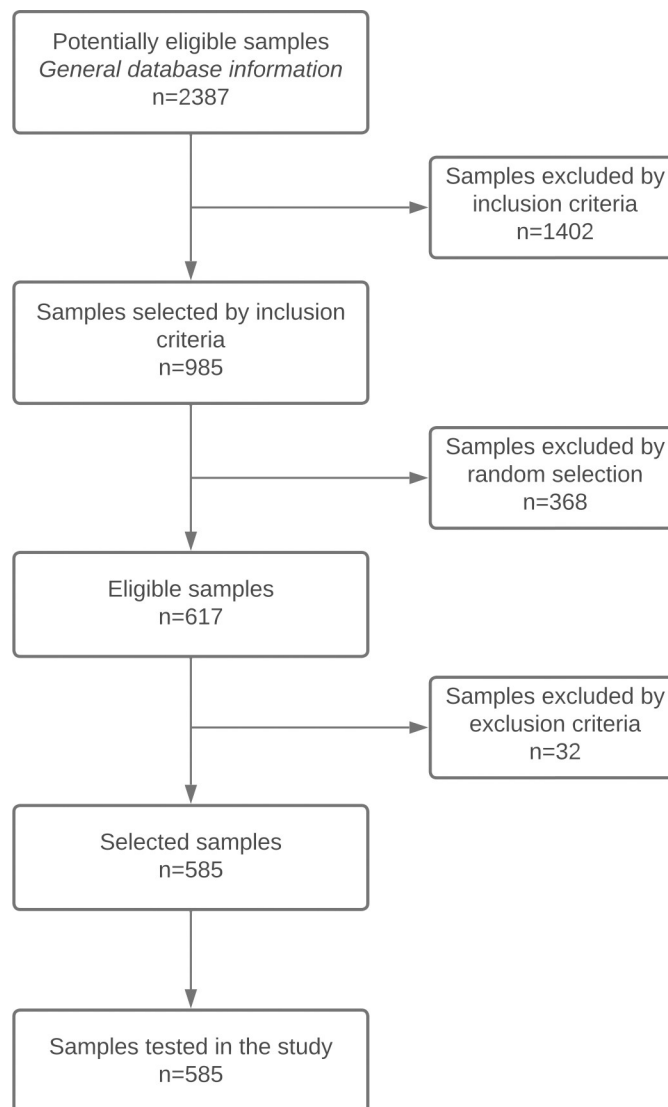 Potentially eligible samples
General database information
n=2387
Samples excluded by
inclusion criteria
n=1402
Samples selected by inclusion
criteria
n=985
Samples excluded by
random selection
n=368
Eligible samples
n=617
Samples excluded by
exclusion criteria
n=32
Selected samples
n=585
Samples tested in the study
n=585